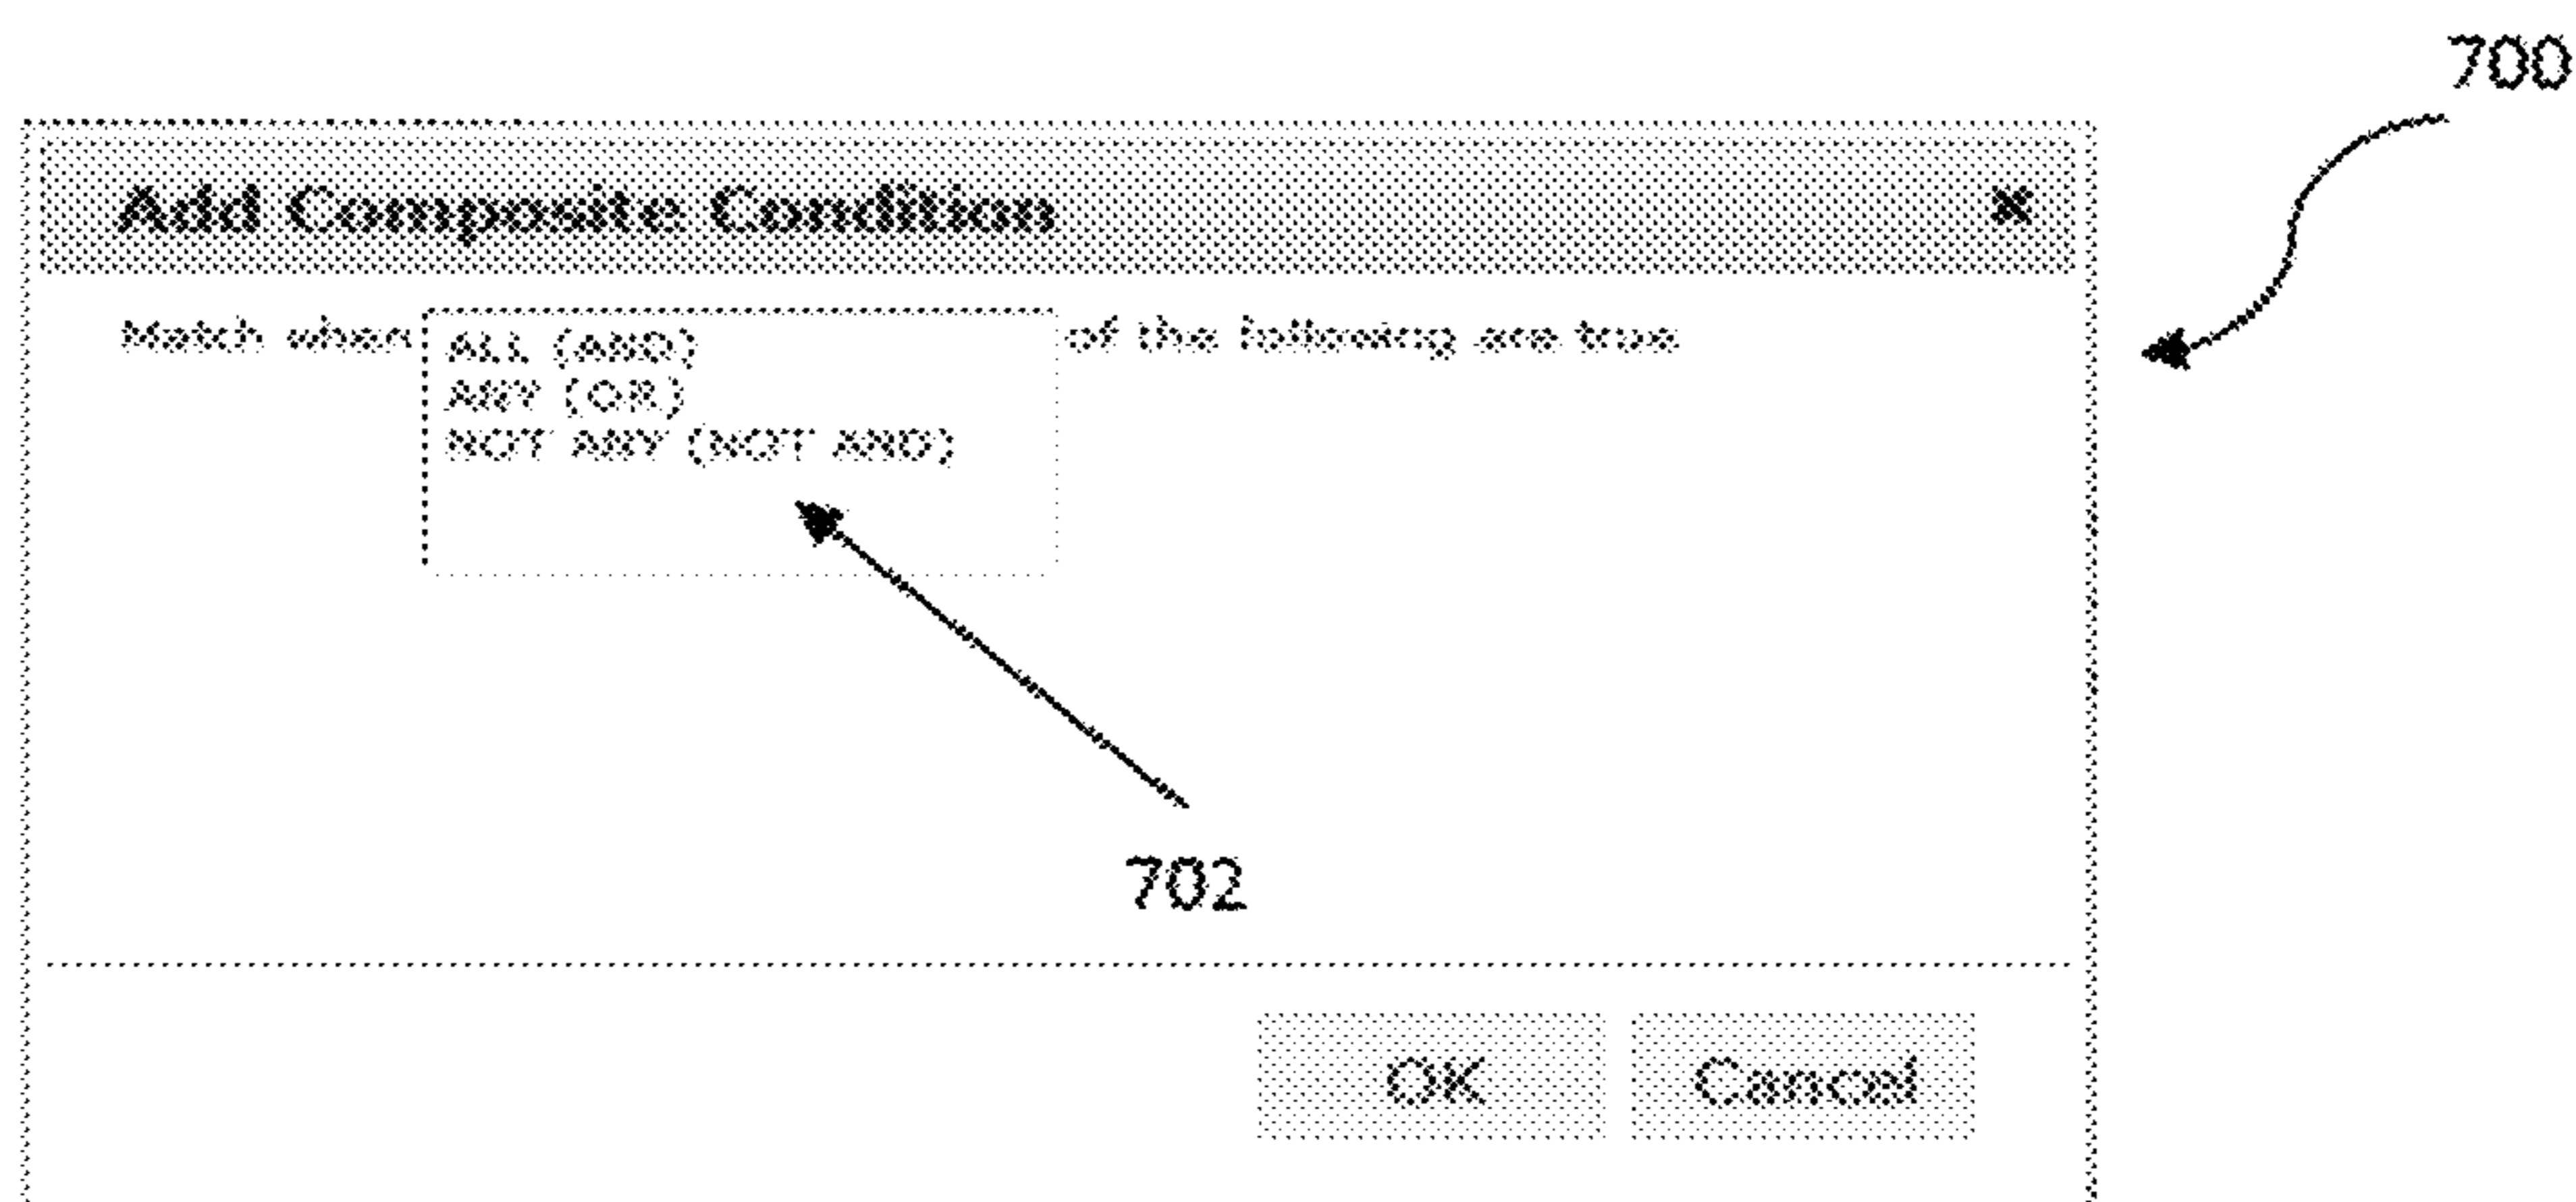 700
Add Composite Condition ×
Match when ALL (AND) of the following are true
ANY (OR)
NOT ANY (NOT AND)
702
OK Cancel